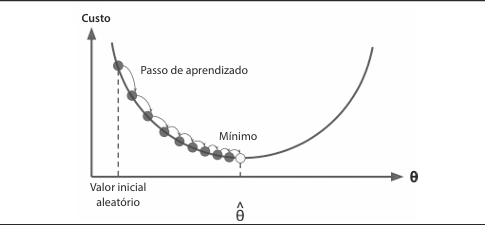 Custo
Passo de aprendizado
Mínimo
θ
Valor inicial
aleatório
θ̂